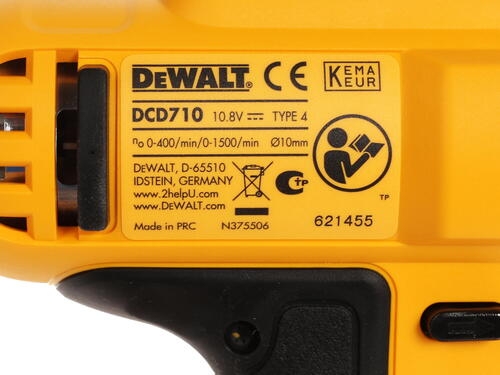 DEWALT® CE KEMA KEUR
DCD710 10.8V⎓ TYPE 4
n₀ 0-400/min/0-1500/min Ø10mm
DEWALT, D-65510
IDSTEIN, GERMANY
www.2helpU.com
www.DEWALT.com
TP
TP
Made in PRC N375506 621455